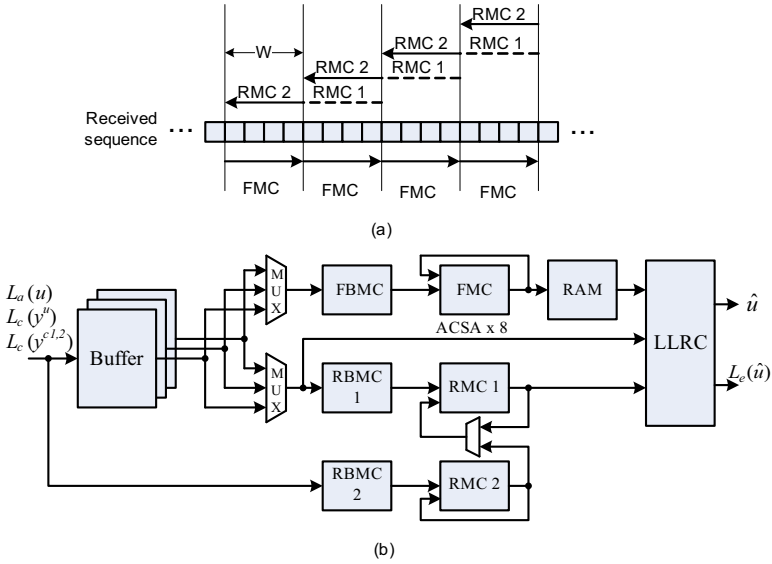 RMC 2
RMC 2
RMC 1
W
RMC 2
RMC 1
RMC 2
RMC 1
Received
sequence
...
...
FMC
FMC
FMC
FMC
(a)
L_a(u)
L_c(y^u)
L_c(y^{c1,2})
Buffer
MUX
FBMC
FMC
RAM
ACSA x 8
LLRC
û
L_e(û)
MUX
RBMC
1
RMC 1
RBMC
2
RMC 2
(b)